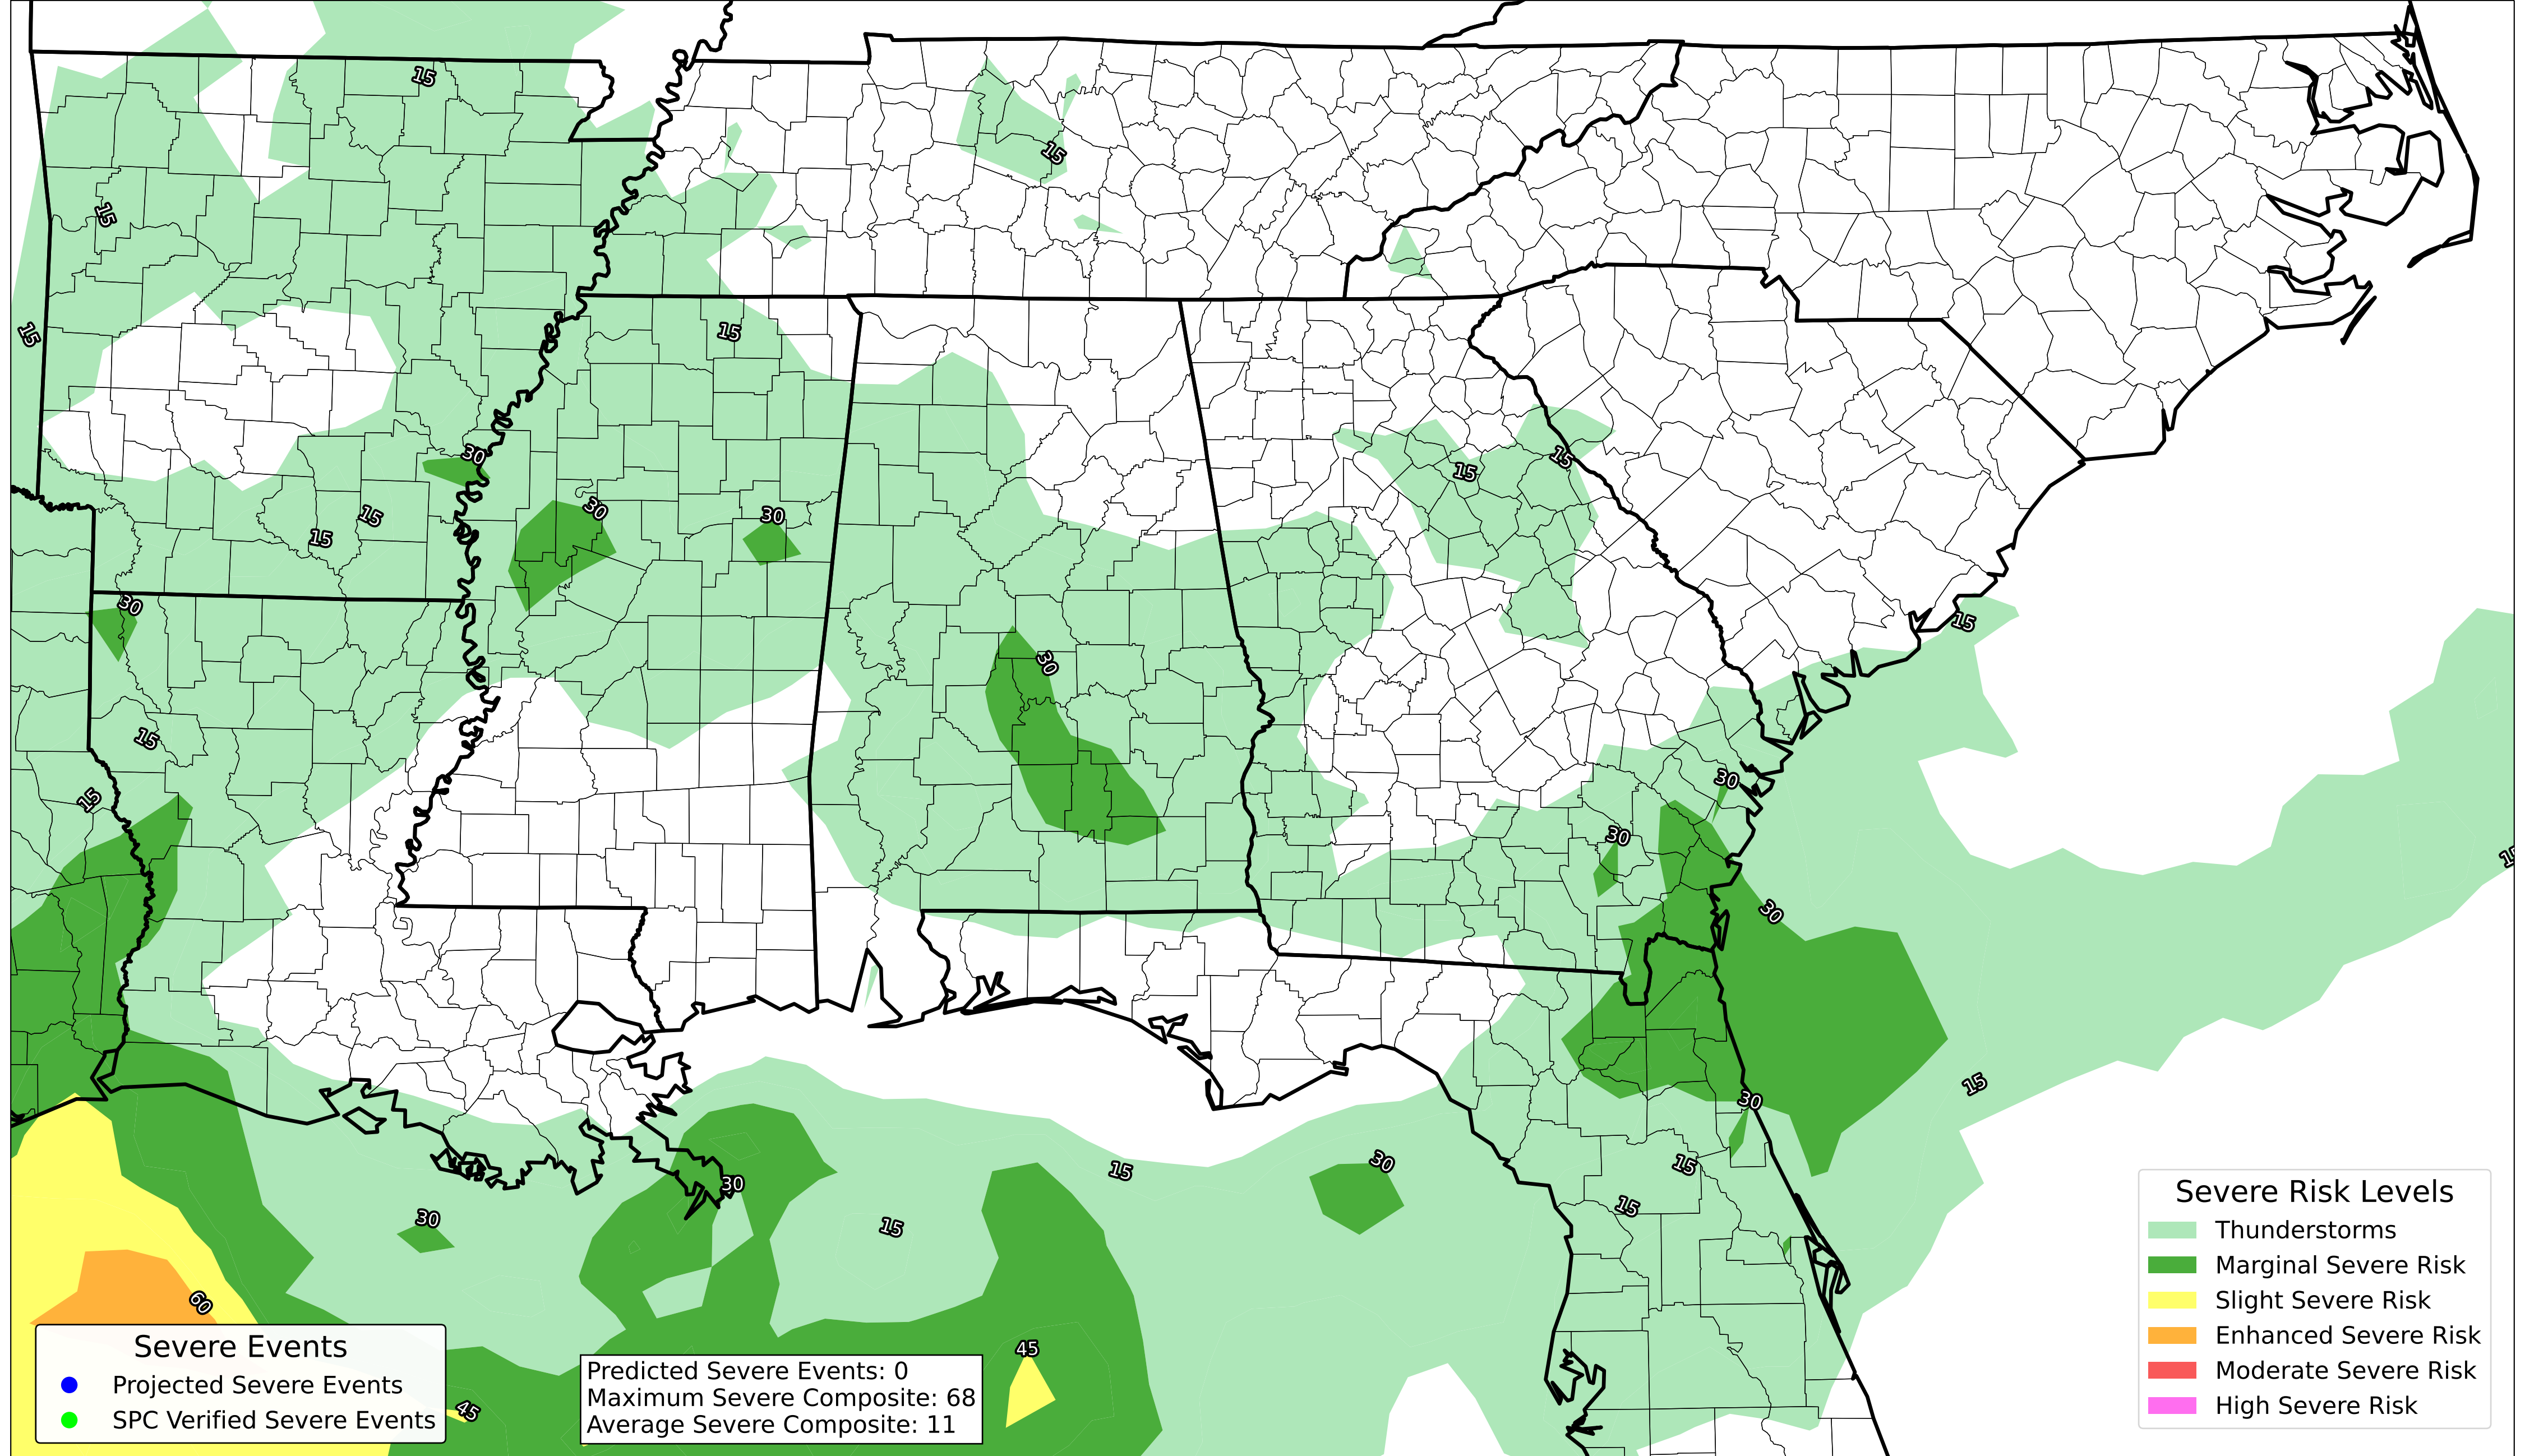 15
15
15
15
15
30
15
15
30
30
15
15
30
15
30
15
15
15
30
30
30
15
30
15
30
15
30
30
15
15
30
60
45
45
Severe Events
Projected Severe Events
SPC Verified Severe Events
Predicted Severe Events: 0
Maximum Severe Composite: 68
Average Severe Composite: 11
Severe Risk Levels
Thunderstorms
Marginal Severe Risk
Slight Severe Risk
Enhanced Severe Risk
Moderate Severe Risk
High Severe Risk